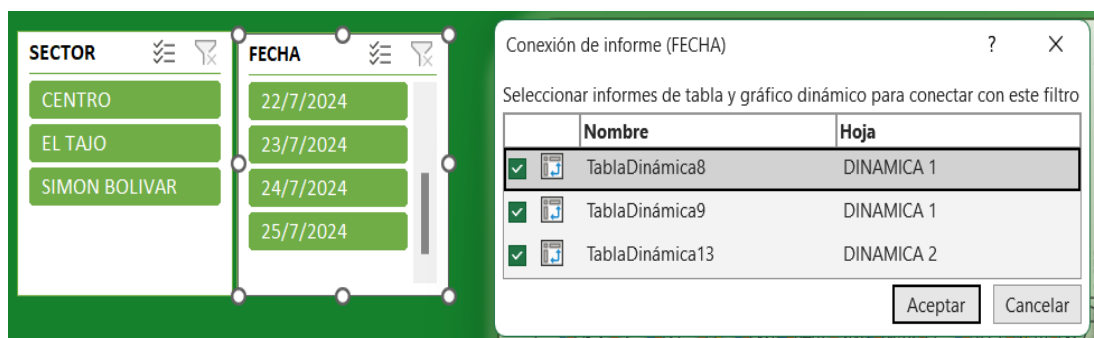 SECTOR
CENTRO
EL TAJO
SIMON BOLIVAR
FECHA
22/7/2024
23/7/2024
24/7/2024
25/7/2024
Conexión de informe (FECHA) ? X
Seleccionar informes de tabla y gráfico dinámico para conectar con este filtro
Nombre Hoja
TablaDinámica8 DINAMICA 1
TablaDinámica9 DINAMICA 1
TablaDinámica13 DINAMICA 2
Aceptar Cancelar